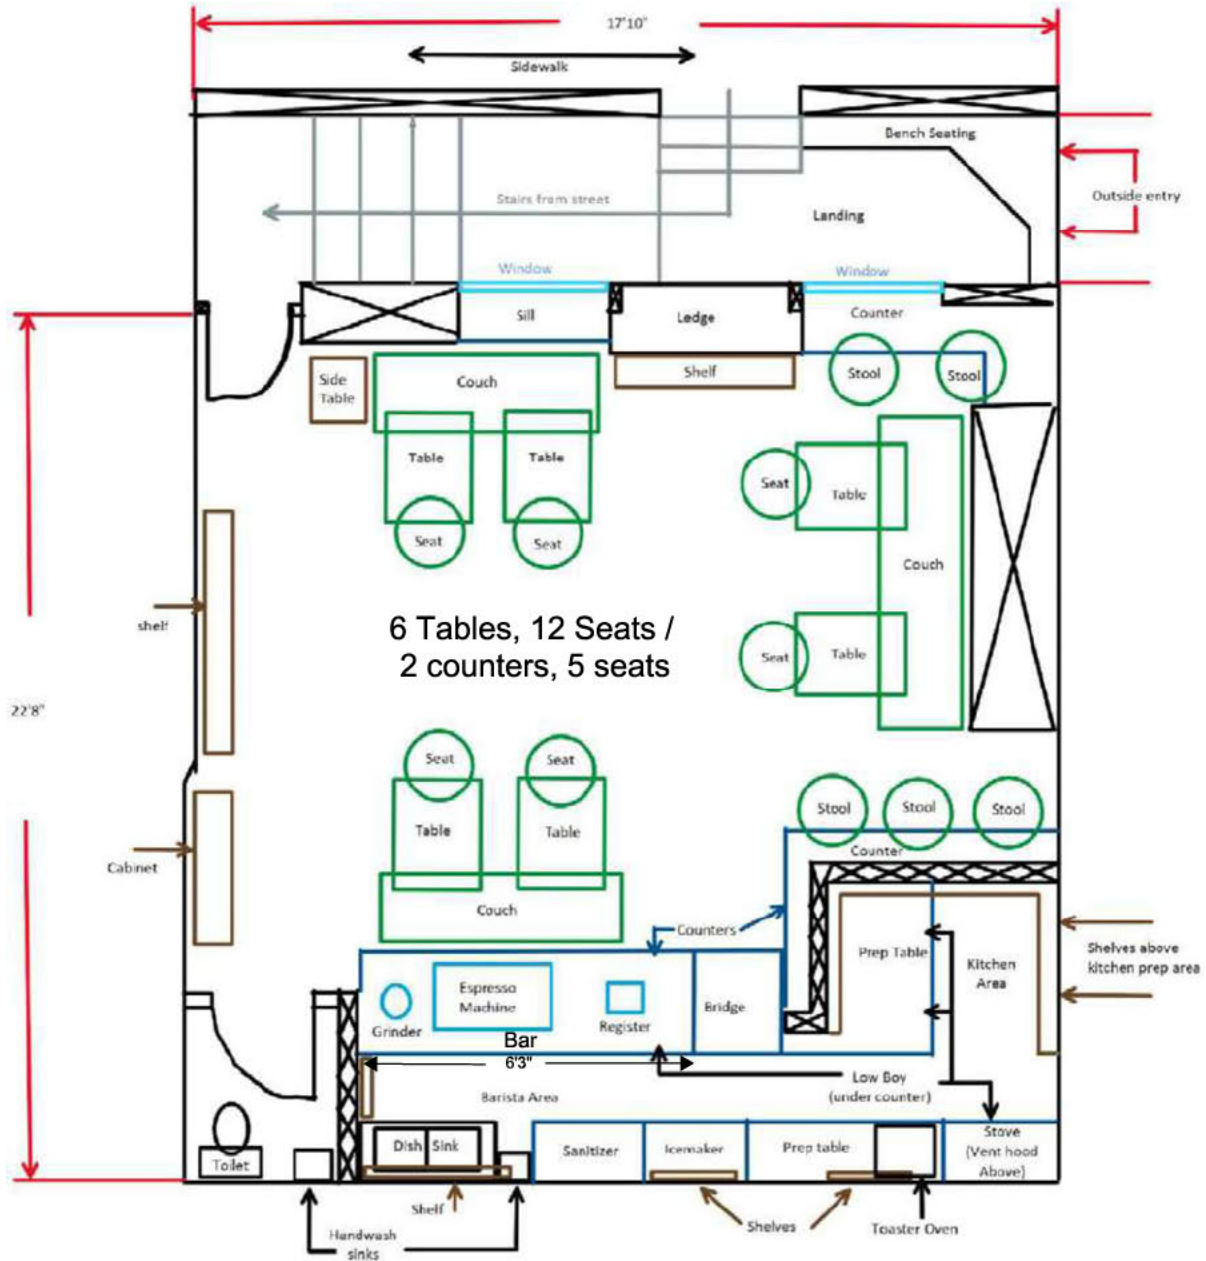 17'10"
Sidewalk
Bench Seating
Outside entry
Stairs from street
Landing
Window
Window
Sill
Ledge
Counter
Side
Table
Couch
Shelf
Stool
Stool
Table
Table
Seat
Table
Seat
Seat
Couch
shelf
6 Tables, 12 Seats /
2 counters, 5 seats
Seat
Table
22'8"
Seat
Seat
Stool
Stool
Stool
Table
Table
Counter
Cabinet
Couch
Counters
Prep Table
Kitchen
Area
Shelves above
kitchen prep area
Espresso
Machine
Grinder
Register
Bridge
Bar
6'3"
Barista Area
Low Boy
(under counter)
Toilet
Dish Sink
Sanitizer
Icemaker
Prep table
Stove
(Vent hood
Above)
Shelf
Shelves
Toaster Oven
Handwash
sinks